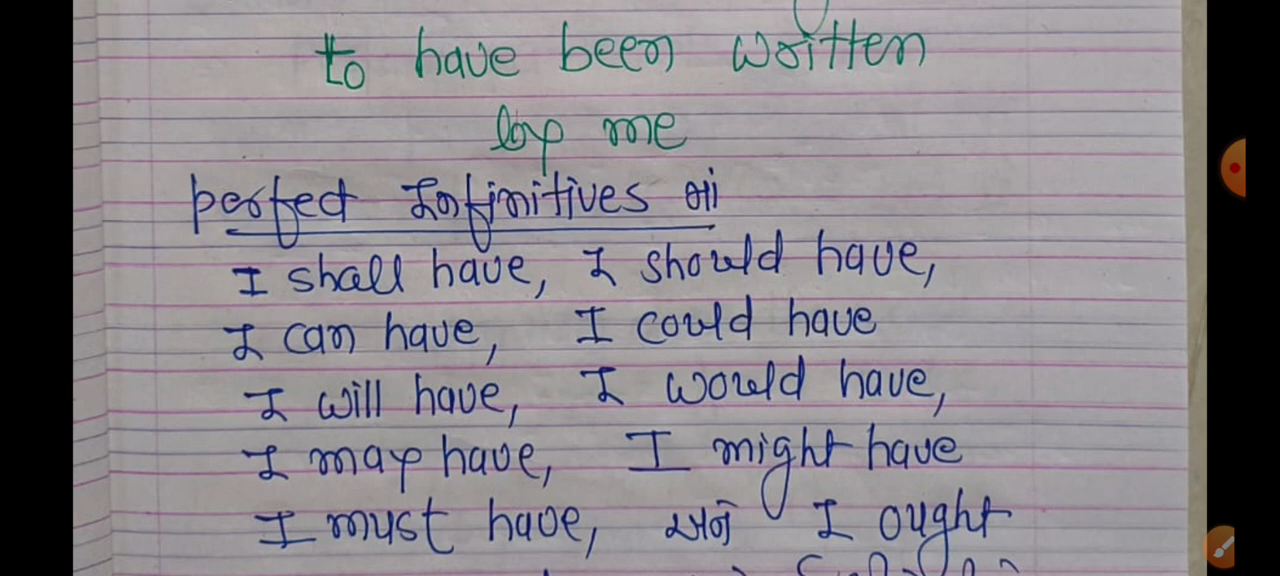 to have been written
by me
perfect Infinitives માં
I shall have, I should have,
I can have, I could have
I will have, I would have,
I may have, I might have
I must have, અને I ought